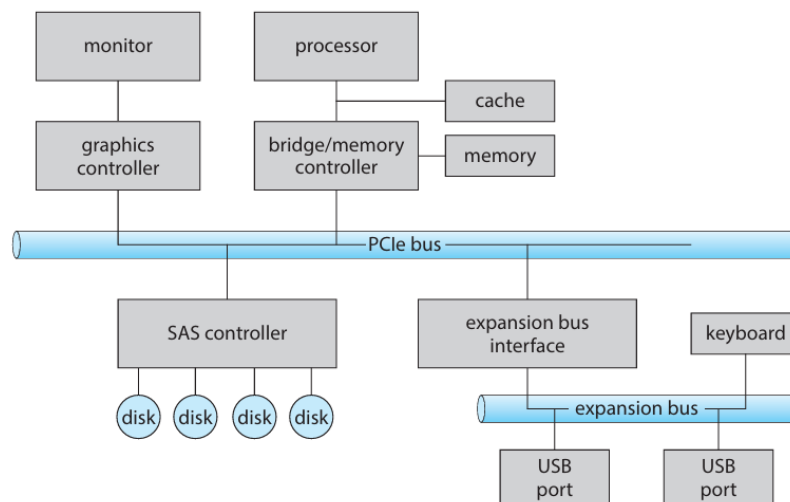 monitor
processor
cache
graphics
controller
bridge/memory
controller
memory
PCIe bus
SAS controller
expansion bus
interface
keyboard
disk
disk
disk
disk
expansion bus
USB
port
USB
port